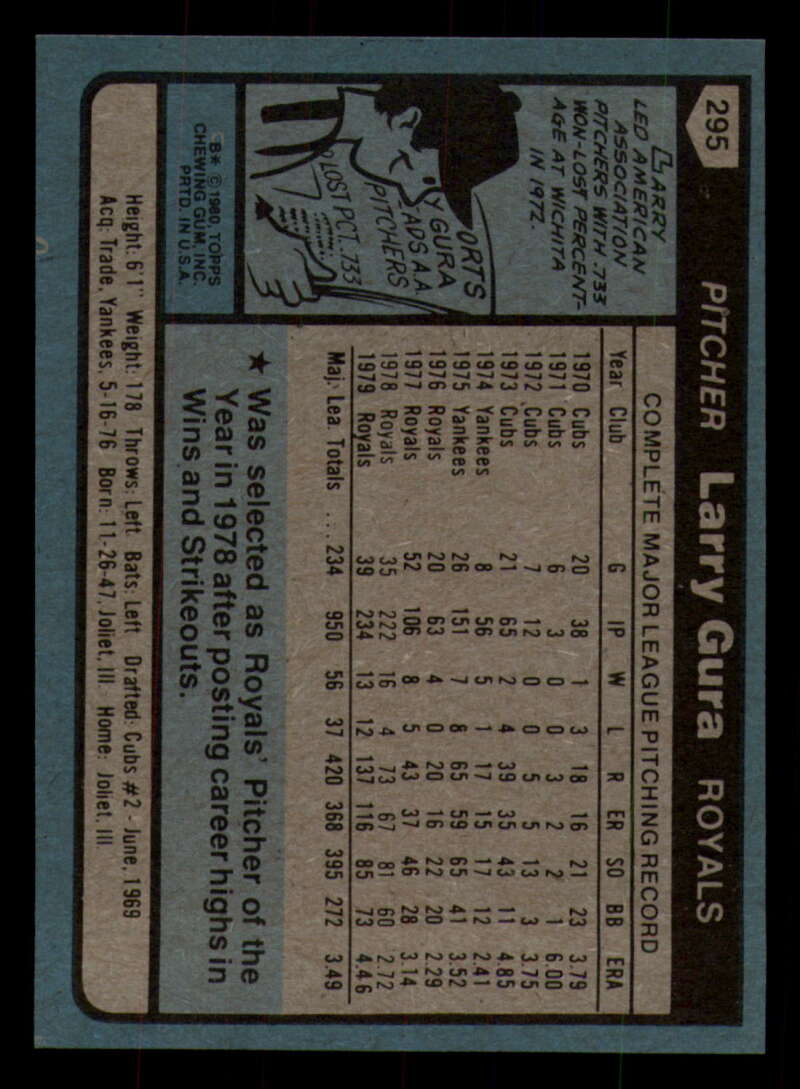 295
PITCHER Larry Gura ROYALS
LARRY
LED AMERICAN
ASSOCIATION
PITCHERS WITH .733
WON-LOST PERCENT-
AGE AT WICHITA
IN 1972.
ORTS
Y GURA
EADS A.A.
PITCHERS
O LOST PCT. .733
B* © 1980 TOPPS
CHEWING GUM, INC.
PRTD. IN U.S.A.
COMPLETE MAJOR LEAGUE PITCHING RECORD
Year Club G IP W L R ER SO BB ERA
1970 Cubs 20 38 1 3 18 16 21 23 3.79
1971 Cubs 6 3 0 0 3 2 2 1 6.00
1972 Cubs 7 12 0 0 5 5 13 3 3.75
1973 Cubs 21 65 2 4 39 35 43 11 4.85
1974 Yankees 8 56 5 1 17 15 17 12 2.41
1975 Yankees 26 151 7 8 65 59 65 41 3.52
1976 Royals 20 63 4 0 20 16 22 20 2.29
1977 Royals 52 106 8 5 43 37 46 28 3.14
1978 Royals 35 222 16 4 73 67 81 60 2.72
1979 Royals 39 234 13 12 137 116 85 73 4.46
Maj. Lea. Totals .... 234 950 56 37 420 368 395 272 3.49
★ Was selected as Royals' Pitcher of the
Year in 1978 after posting career highs in
Wins and Strikeouts.
Height: 6'1" Weight: 178 Throws: Left Bats: Left Drafted: Cubs #2 - June, 1969
Acq: Trade, Yankees, 5-16-76 Born: 11-26-47, Joliet, Ill Home: Joliet, Ill